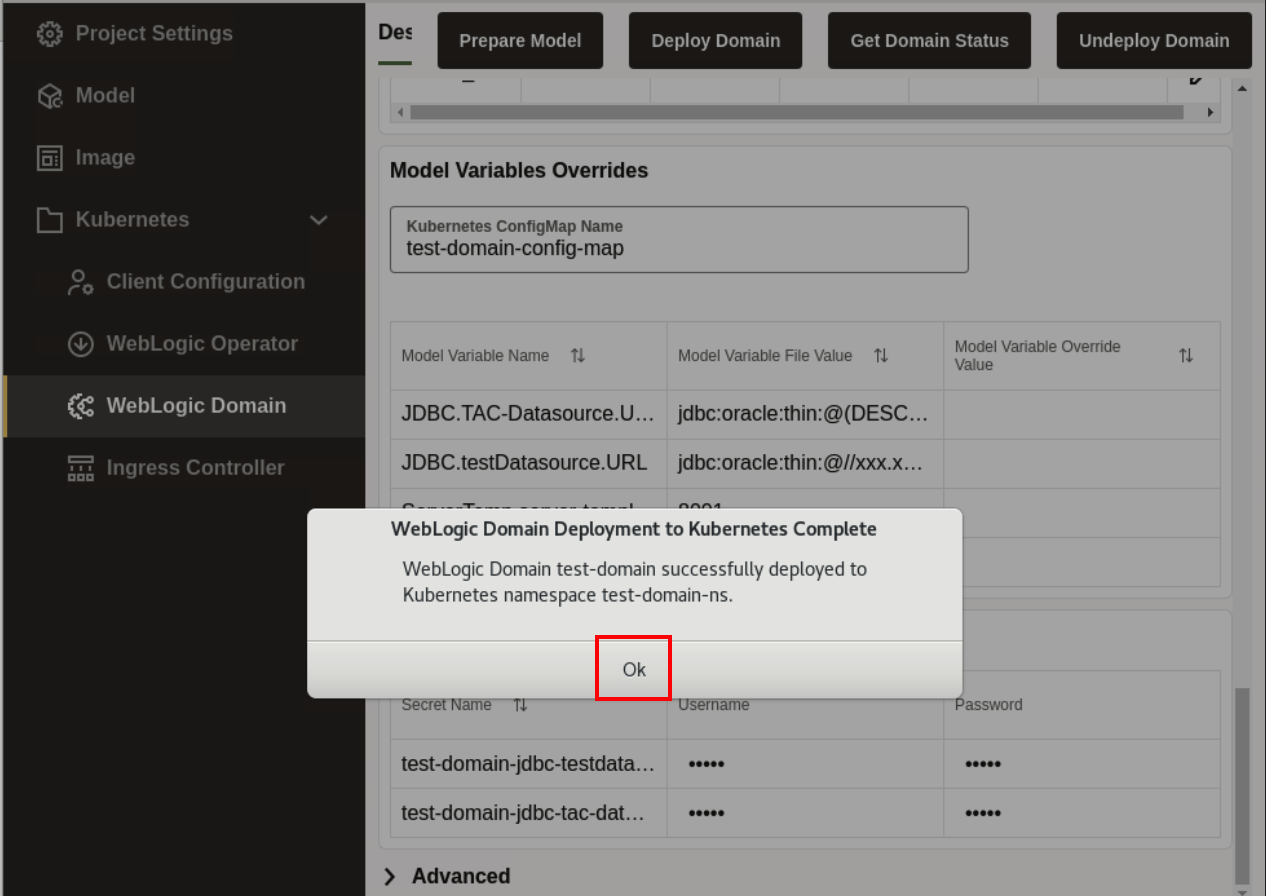 Project Settings
Model
Image
Kubernetes
Client Configuration
WebLogic Operator
WebLogic Domain
Ingress Controller
Prepare Model
Deploy Domain
Get Domain Status
Undeploy Domain
Model Variables Overrides
Kubernetes ConfigMap Name
test-domain-config-map
Model Variable Name
Model Variable File Value
Model Variable Override
Value
JDBC.TAC-Datasource.U...
jdbc:oracle:thin:@(DESC...
JDBC.testDatasource.URL
jdbc:oracle:thin:@//xxx.x...
WebLogic Domain Deployment to Kubernetes Complete
WebLogic Domain test-domain successfully deployed to
Kubernetes namespace test-domain-ns.
Ok
Secret Name
Username
Password
test-domain-jdbc-testdata...
•••••
•••••
test-domain-jdbc-tac-dat...
•••••
•••••
Advanced